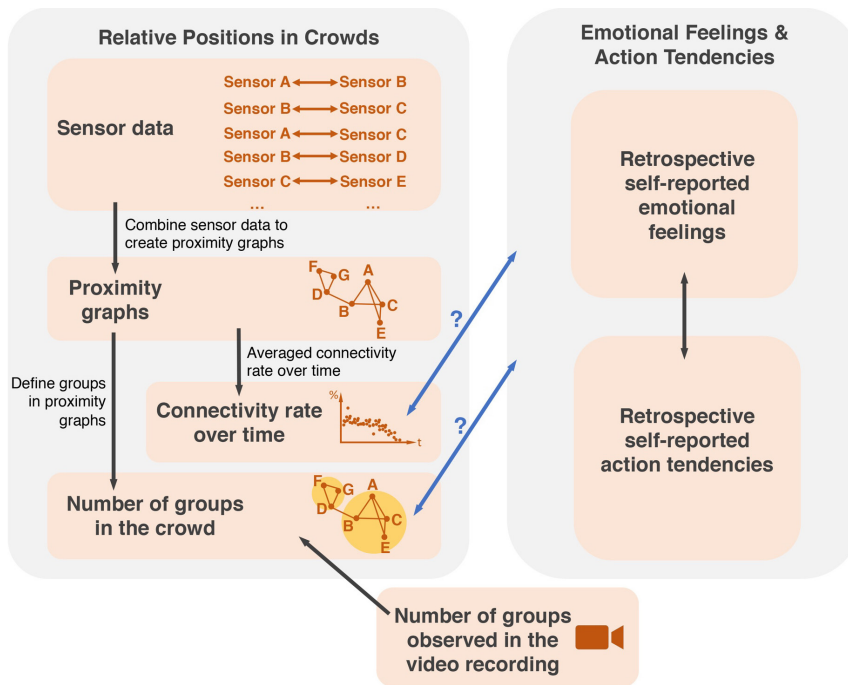 Relative Positions in Crowds
Sensor data
Sensor A Sensor B
Sensor B Sensor C
Sensor A Sensor C
Sensor B Sensor D
Sensor C Sensor E
... ...
Combine sensor data to
create proximity graphs
Proximity
graphs
F
G
A
D
B
C
E
Define groups
in proximity
graphs
Averaged connectivity
rate over time
Connectivity rate
over time
%
t
Number of groups
in the crowd
F
G
A
D
B
C
E
?
?
Emotional Feelings &
Action Tendencies
Retrospective
self-reported
emotional
feelings
Retrospective
self-reported
action tendencies
Number of groups
observed in the
video recording